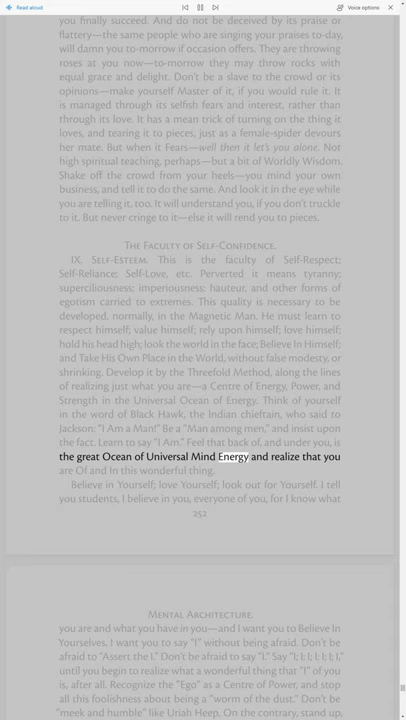 Read aloud
Voice options
you finally succeed. And do not be deceived by its praise or
flattery—the same people who are singing your praises to-day,
will damn you to-morrow if occasion offers. They are throwing
roses at you now—to-morrow they may throw rocks with
equal grace and delight. Don't be a slave to the crowd or its
opinions—make yourself Master of it, if you would rule it. It
is managed through its selfish fears and interest, rather than
through its love. It has a mean trick of turning on the thing it
loves, and tearing it to pieces, just as a female-spider devours
her mate. But when it Fears—well then it let's you alone. Not
high spiritual teaching, perhaps—but a bit of Worldly Wisdom.
Shake off the crowd from your heels—you mind your own
business, and tell it to do the same. And look it in the eye while
you are telling it, too. It will understand you, if you don't truckle
to it. But never cringe to it—else it will rend you to pieces.
The Faculty of Self-Confidence.
IX. Self-Esteem. This is the faculty of Self-Respect;
Self-Reliance; Self-Love, etc. Perverted it means tyranny;
superciliousness; imperiousness; hauteur, and other forms of
egotism carried to extremes. This quality is necessary to be
developed, normally, in the Magnetic Man. He must learn to
respect himself; value himself; rely upon himself; love himself;
hold his head high; look the world in the face; Believe In Himself;
and Take His Own Place in the World, without false modesty, or
shrinking. Develop it by the Threefold Method, along the lines
of realizing just what you are—a Centre of Energy, Power, and
Strength in the Universal Ocean of Energy. Think of yourself
in the word of Black Hawk, the Indian chieftain, who said to
Jackson: "I Am a Man!" Be a "Man among men," and insist upon
the fact. Learn to say "I Am." Feel that back of, and under you, is
the great Ocean of Universal Mind Energy and realize that you
are Of and In this wonderful thing.
Believe in Yourself; love Yourself; look out for Yourself. I tell
you students, I believe in you, everyone of you, for I know what
252
Mental Architecture.
you are and what you have in you—and I want you to Believe In
Yourselves. I want you to say "I" without being afraid. Don't be
afraid to "Assert the I." Don't be afraid to say "I." Say "I; I; I; I; I; I,"
until you begin to realize what a wonderful thing that "I" of you
is, after all. Recognize the "Ego" as a Centre of Power, and stop
all this foolishness about being a "worm of the dust." Don't be
"meek and humble" like Uriah Heep. On the contrary, stand up,